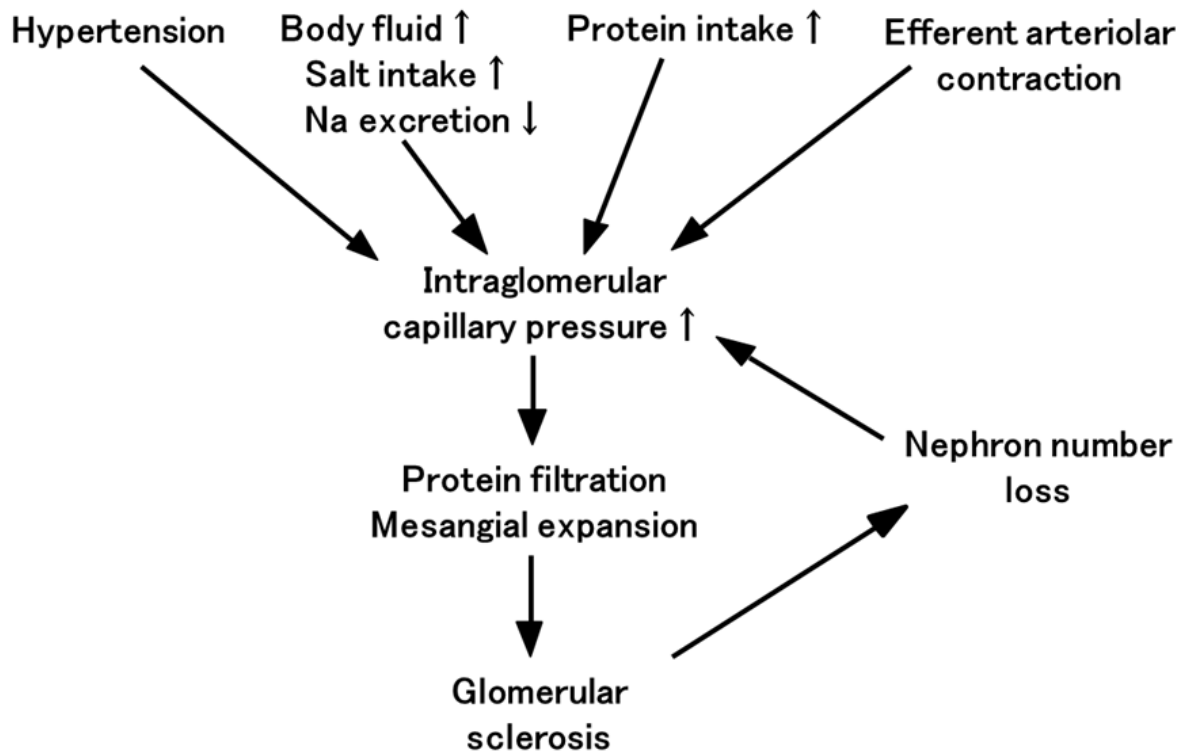 Hypertension
Body fluid ↑
Salt intake ↑
Na excretion ↓
Protein intake ↑
Efferent arteriolar
contraction
Intraglomerular
capillary pressure ↑
Protein filtration
Mesangial expansion
Nephron number
loss
Glomerular
sclerosis